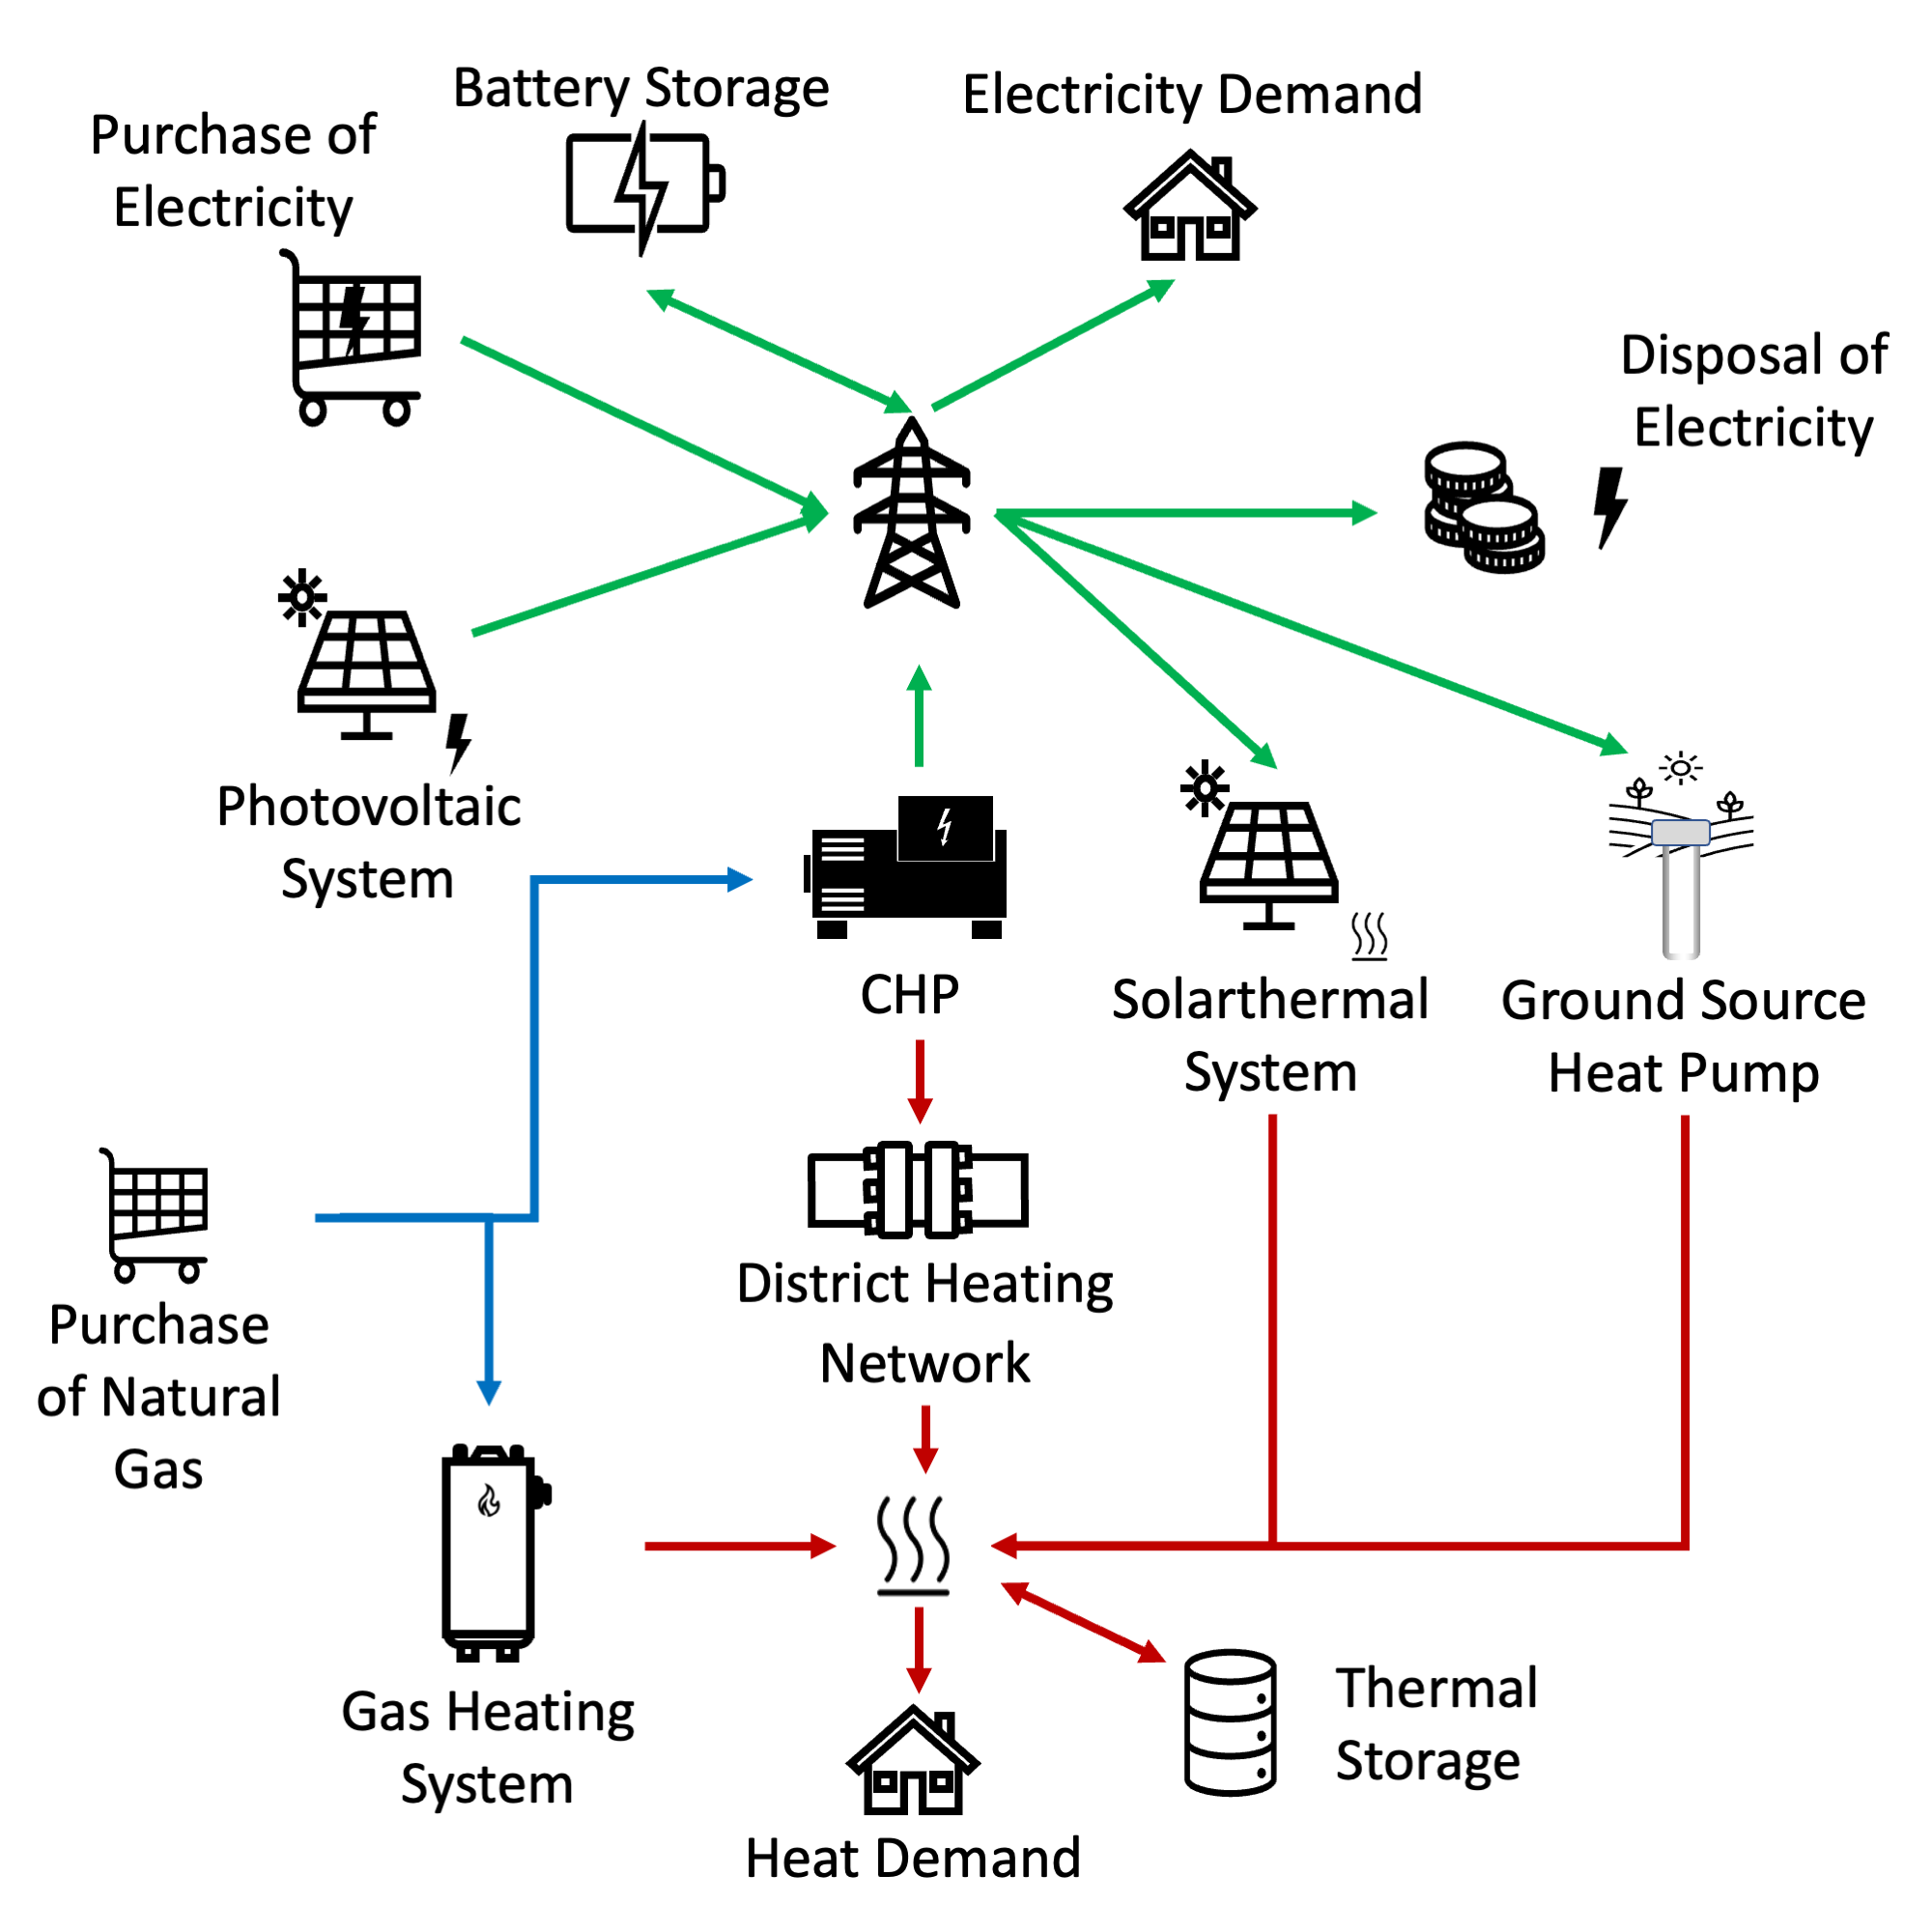 Battery Storage
Electricity Demand
Purchase of
Electricity
Disposal of
Electricity
Photovoltaic
System
CHP
Solarthermal
System
Ground Source
Heat Pump
District Heating
Network
Purchase
of Natural
Gas
Gas Heating
System
Thermal
Storage
Heat Demand